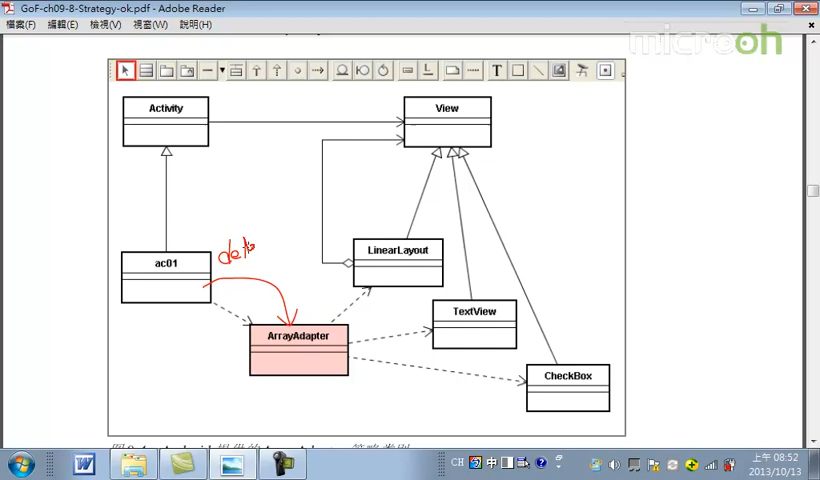 GoF-ch09-8-Strategy-ok.pdf - Adobe Reader
檔案(F) 編輯(E) 檢視(V) 視窗(W) 說明(H)
microoh
T
Activity
View
ac01
LinearLayout
ArrayAdapter
TextView
CheckBox
W
CH 中
上午 08:52
2013/10/13